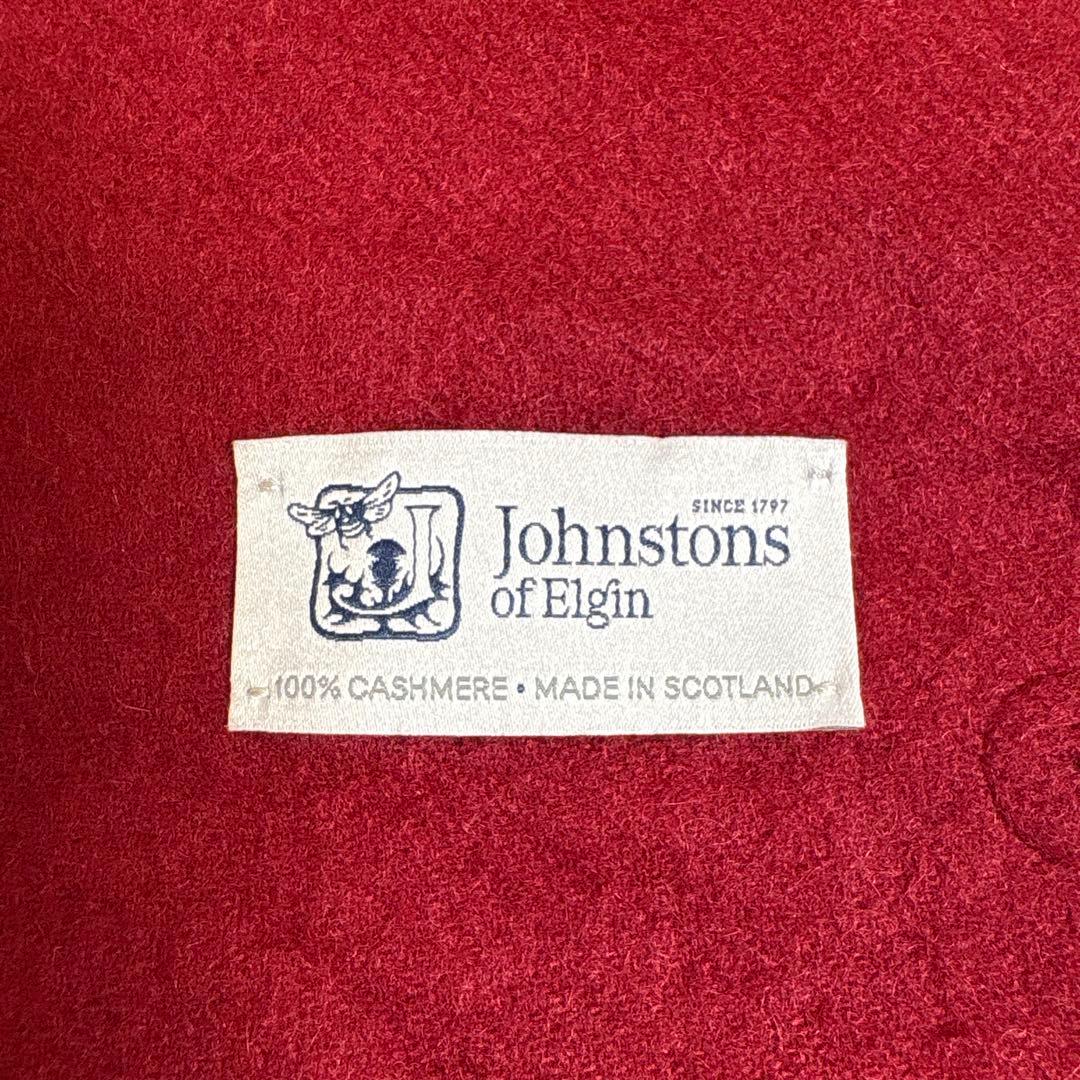 SINCE 1797
Johnstons
of Elgin
100% CASHMERE • MADE IN SCOTLAND